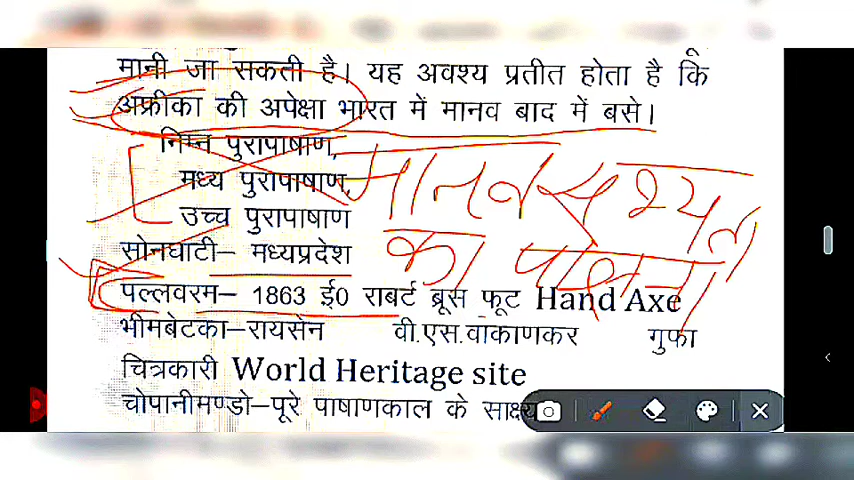 मानी जा सकती है। यह अवश्य प्रतीत होता है कि
अफ्रीका की अपेक्षा भारत में मानव बाद में बसे।
निम्न पुरापाषाण,
मध्य पुरापाषाण,
उच्च पुरापाषाण
मानव सभ्यता
का पालना
सोनघाटी– मध्यप्रदेश
पल्लवरम– 1863 ई0 राबर्ट ब्रूस फूट Hand Axe
भीमबेटका–रायसेन वी.एस.वाकाणकर गुफा
चित्रकारी World Heritage site
चोपानीमण्डो–पूरे पाषाणकाल के साक्ष्य